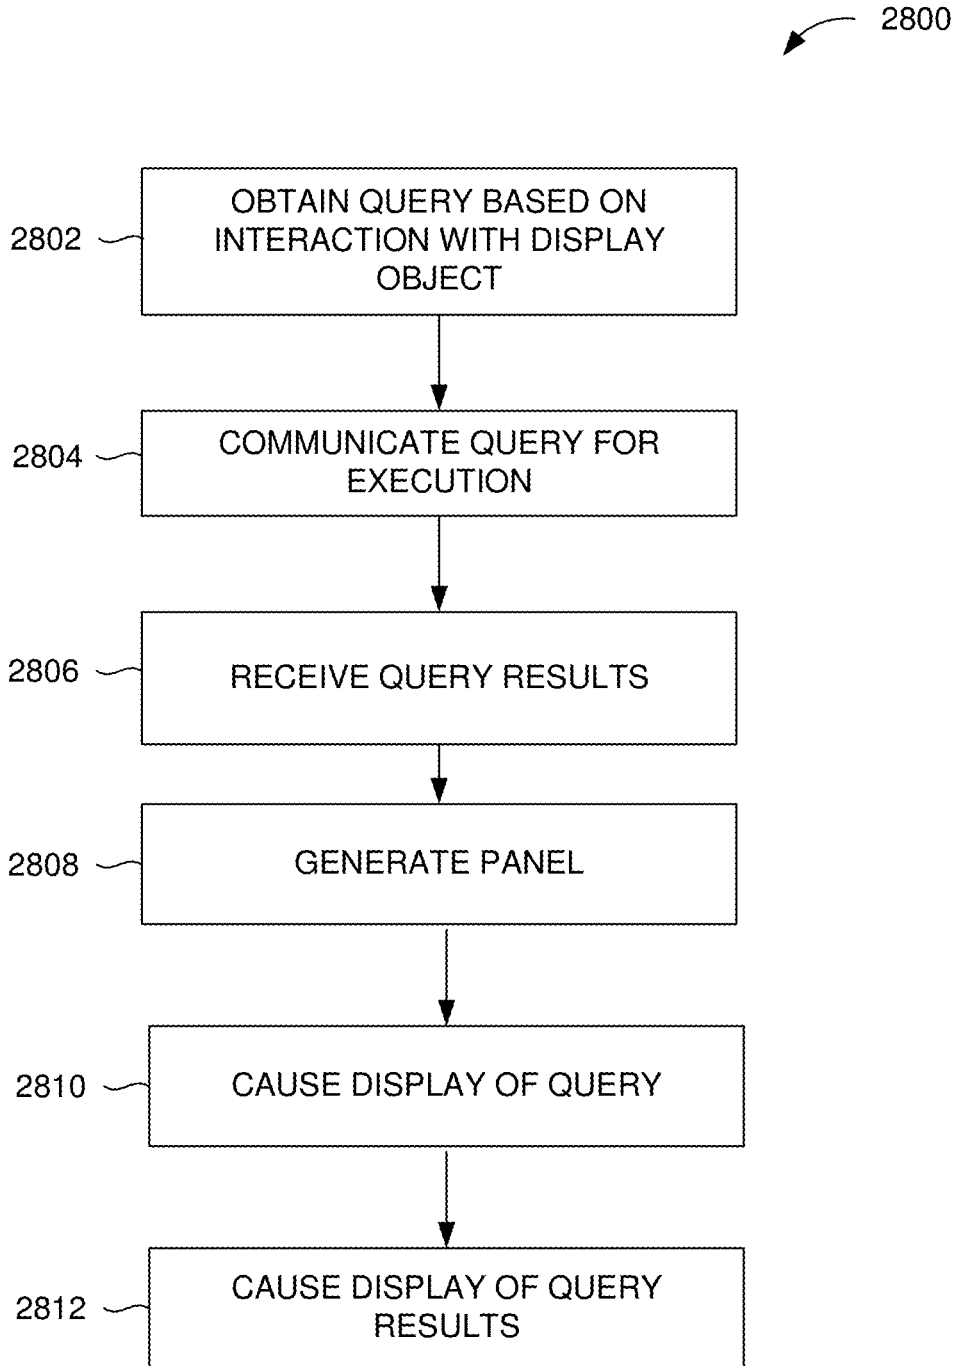 2800
OBTAIN QUERY BASED ON
INTERACTION WITH DISPLAY
OBJECT
2802
COMMUNICATE QUERY FOR
EXECUTION
2804
RECEIVE QUERY RESULTS
2806
GENERATE PANEL
2808
CAUSE DISPLAY OF QUERY
2810
CAUSE DISPLAY OF QUERY
RESULTS
2812